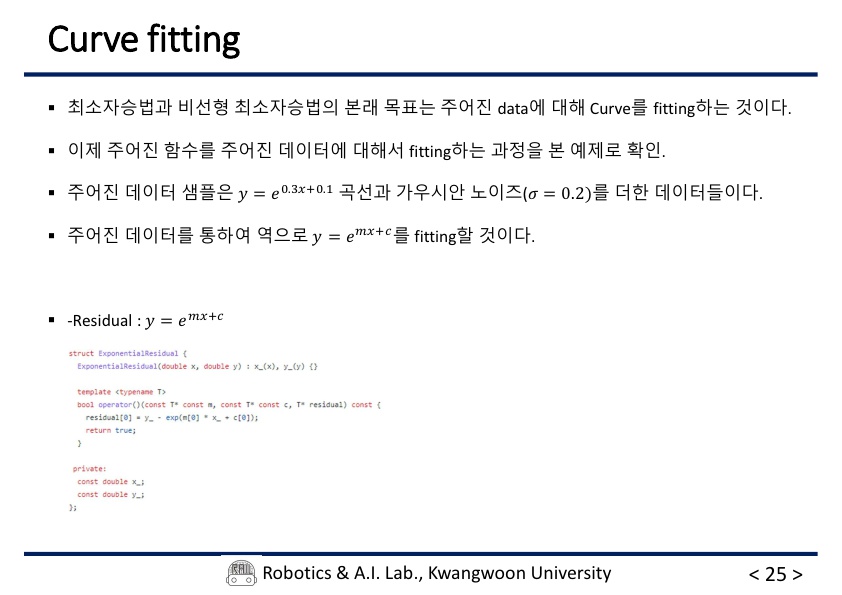 Curve fitting
▪ 최소자승법과 비선형 최소자승법의 본래 목표는 주어진 data에 대해 Curve를 fitting하는 것이다.
▪ 이제 주어진 함수를 주어진 데이터에 대해서 fitting하는 과정을 본 예제로 확인.
▪ 주어진 데이터 샘플은 y = e^{0.3x+0.1} 곡선과 가우시안 노이즈(σ = 0.2)를 더한 데이터들이다.
▪ 주어진 데이터를 통하여 역으로 y = e^{mx+c}를 fitting할 것이다.
▪ -Residual : y = e^{mx+c}
struct ExponentialResidual {
ExponentialResidual(double x, double y) : x_(x), y_(y) {}
template <typename T>
bool operator()(const T* const m, const T* const c, T* residual) const {
residual[0] = y_ - exp(m[0] * x_ + c[0]);
return true;
}
private:
const double x_;
const double y_;
};
RAIL Robotics & A.I. Lab., Kwangwoon University
< 25 >